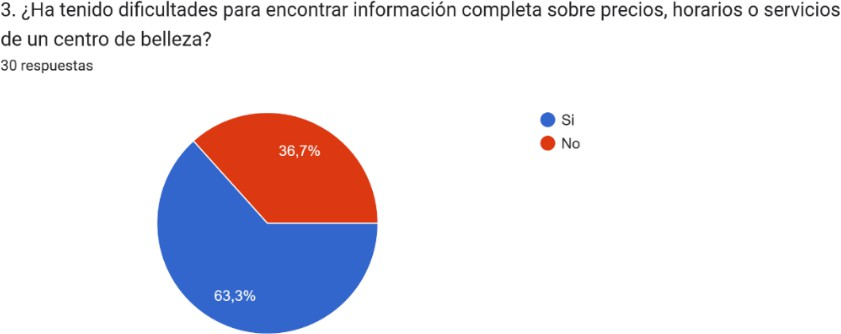 3. ¿Ha tenido dificultades para encontrar información completa sobre precios, horarios o servicios
de un centro de belleza?
30 respuestas
Si
No
36,7%
63,3%